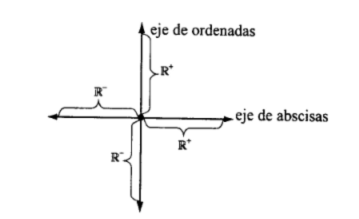 eje de ordenadas
ℝ⁺
ℝ⁻
eje de abscisas
ℝ⁺
ℝ⁻